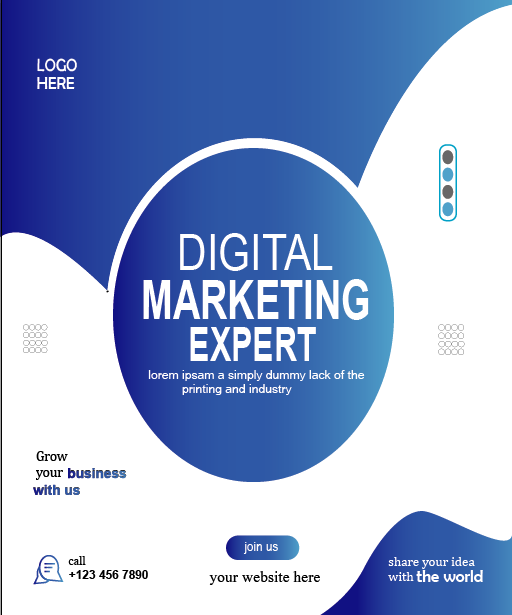 LOGO
HERE
DIGITAL
MARKETING
EXPERT
lorem ipsam a simply dummy lack of the
printing and industry
Grow
your business
with us
call
+123 456 7890
join us
your website here
share your idea
with the world